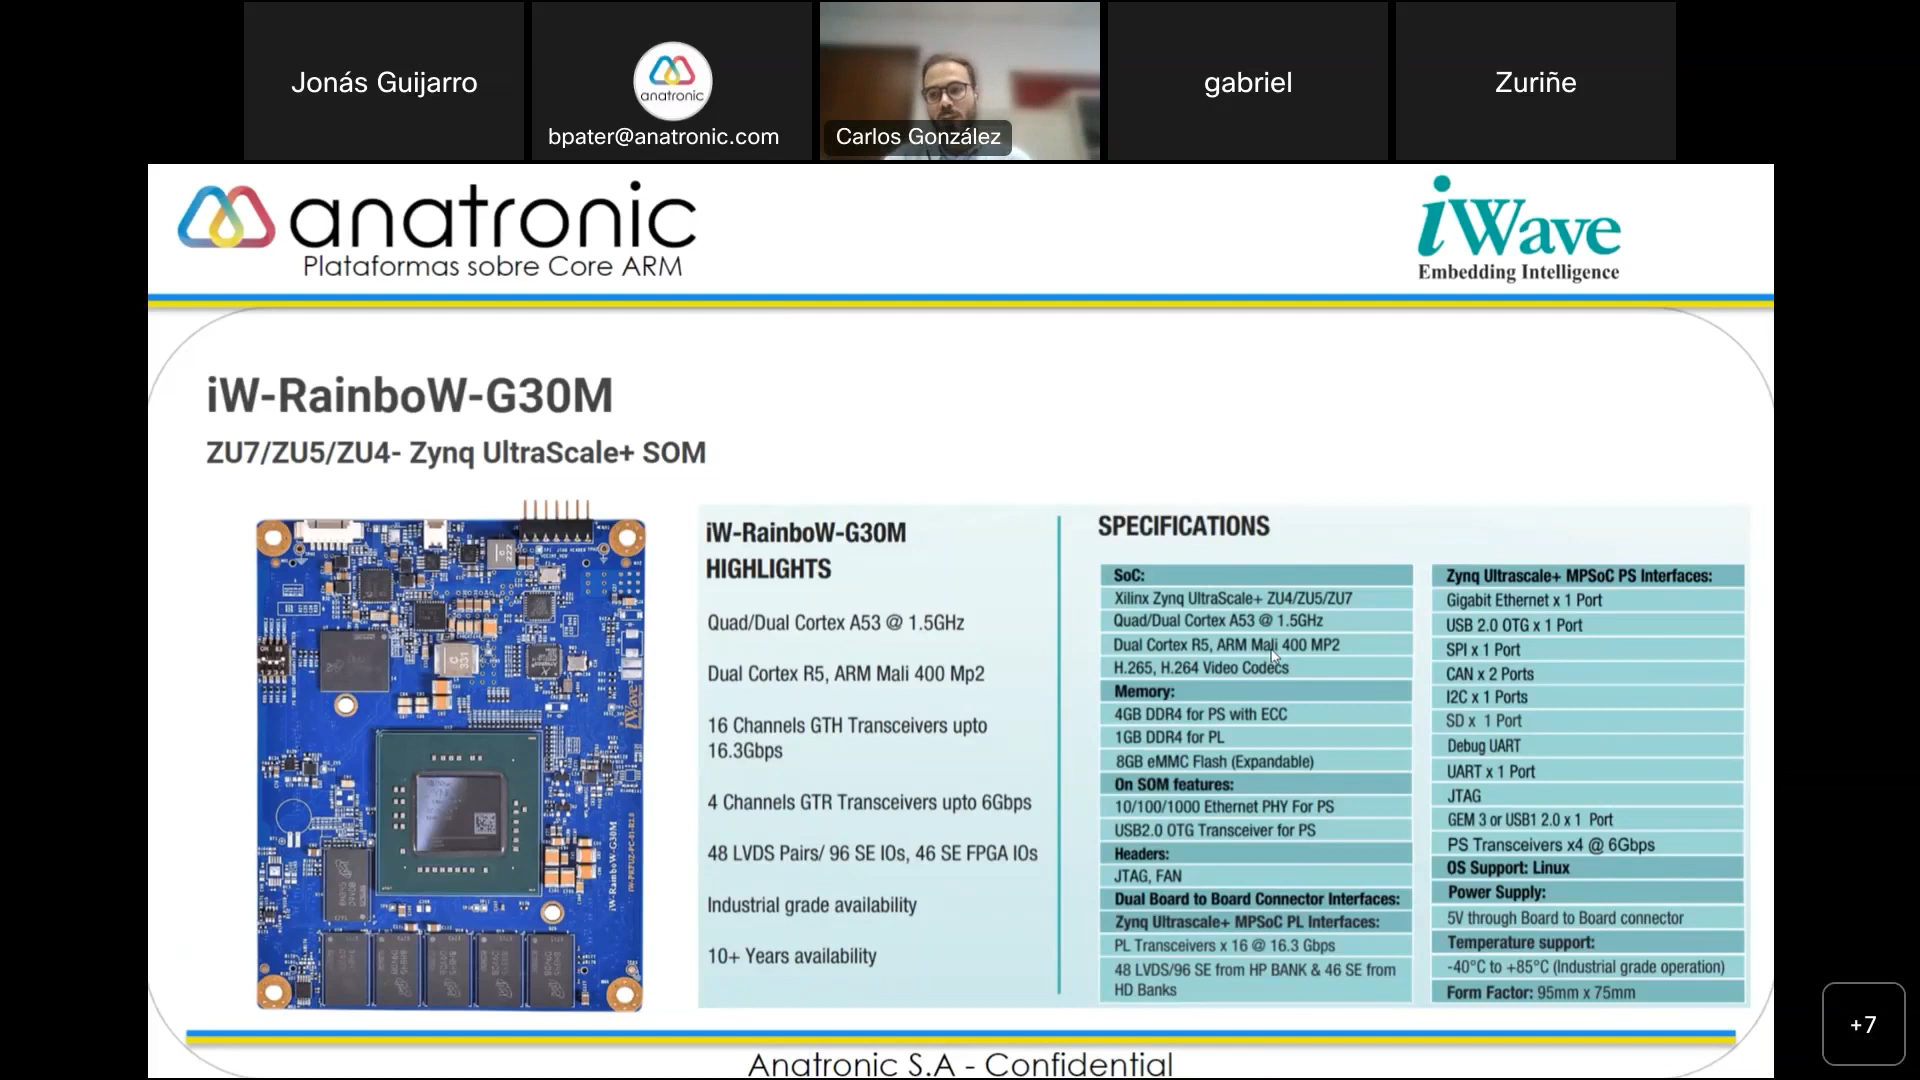 Jonás Guijarro
anatronic
bpater@anatronic.com
Carlos González
gabriel
Zuriñe
anatronic
Plataformas sobre Core ARM
iWave
Embedding Intelligence
iW-RainboW-G30M
ZU7/ZU5/ZU4- Zynq UltraScale+ SOM
iWave
iW-RainboW-G30M
iW-RainboW-G30M
HIGHLIGHTS
Quad/Dual Cortex A53 @ 1.5GHz
Dual Cortex R5, ARM Mali 400 Mp2
16 Channels GTH Transceivers upto
16.3Gbps
4 Channels GTR Transceivers upto 6Gbps
48 LVDS Pairs/ 96 SE IOs, 46 SE FPGA IOs
Industrial grade availability
10+ Years availability
SPECIFICATIONS
SoC:
Xilinx Zynq UltraScale+ ZU4/ZU5/ZU7
Quad/Dual Cortex A53 @ 1.5GHz
Dual Cortex R5, ARM Mali 400 MP2
H.265, H.264 Video Codecs
Memory:
4GB DDR4 for PS with ECC
1GB DDR4 for PL
8GB eMMC Flash (Expandable)
On SOM features:
10/100/1000 Ethernet PHY For PS
USB2.0 OTG Transceiver for PS
Headers:
JTAG, FAN
Dual Board to Board Connector Interfaces:
Zynq Ultrascale+ MPSoC PL Interfaces:
PL Transceivers x 16 @ 16.3 Gbps
48 LVDS/96 SE from HP BANK & 46 SE from
HD Banks
Zynq Ultrascale+ MPSoC PS Interfaces:
Gigabit Ethernet x 1 Port
USB 2.0 OTG x 1 Port
SPI x 1 Port
CAN x 2 Ports
I2C x 1 Ports
SD x 1 Port
Debug UART
UART x 1 Port
JTAG
GEM 3 or USB1 2.0 x 1 Port
PS Transceivers x4 @ 6Gbps
OS Support: Linux
Power Supply:
5V through Board to Board connector
Temperature support:
-40°C to +85°C (Industrial grade operation)
Form Factor: 95mm x 75mm
+7
Anatronic S.A - Confidential